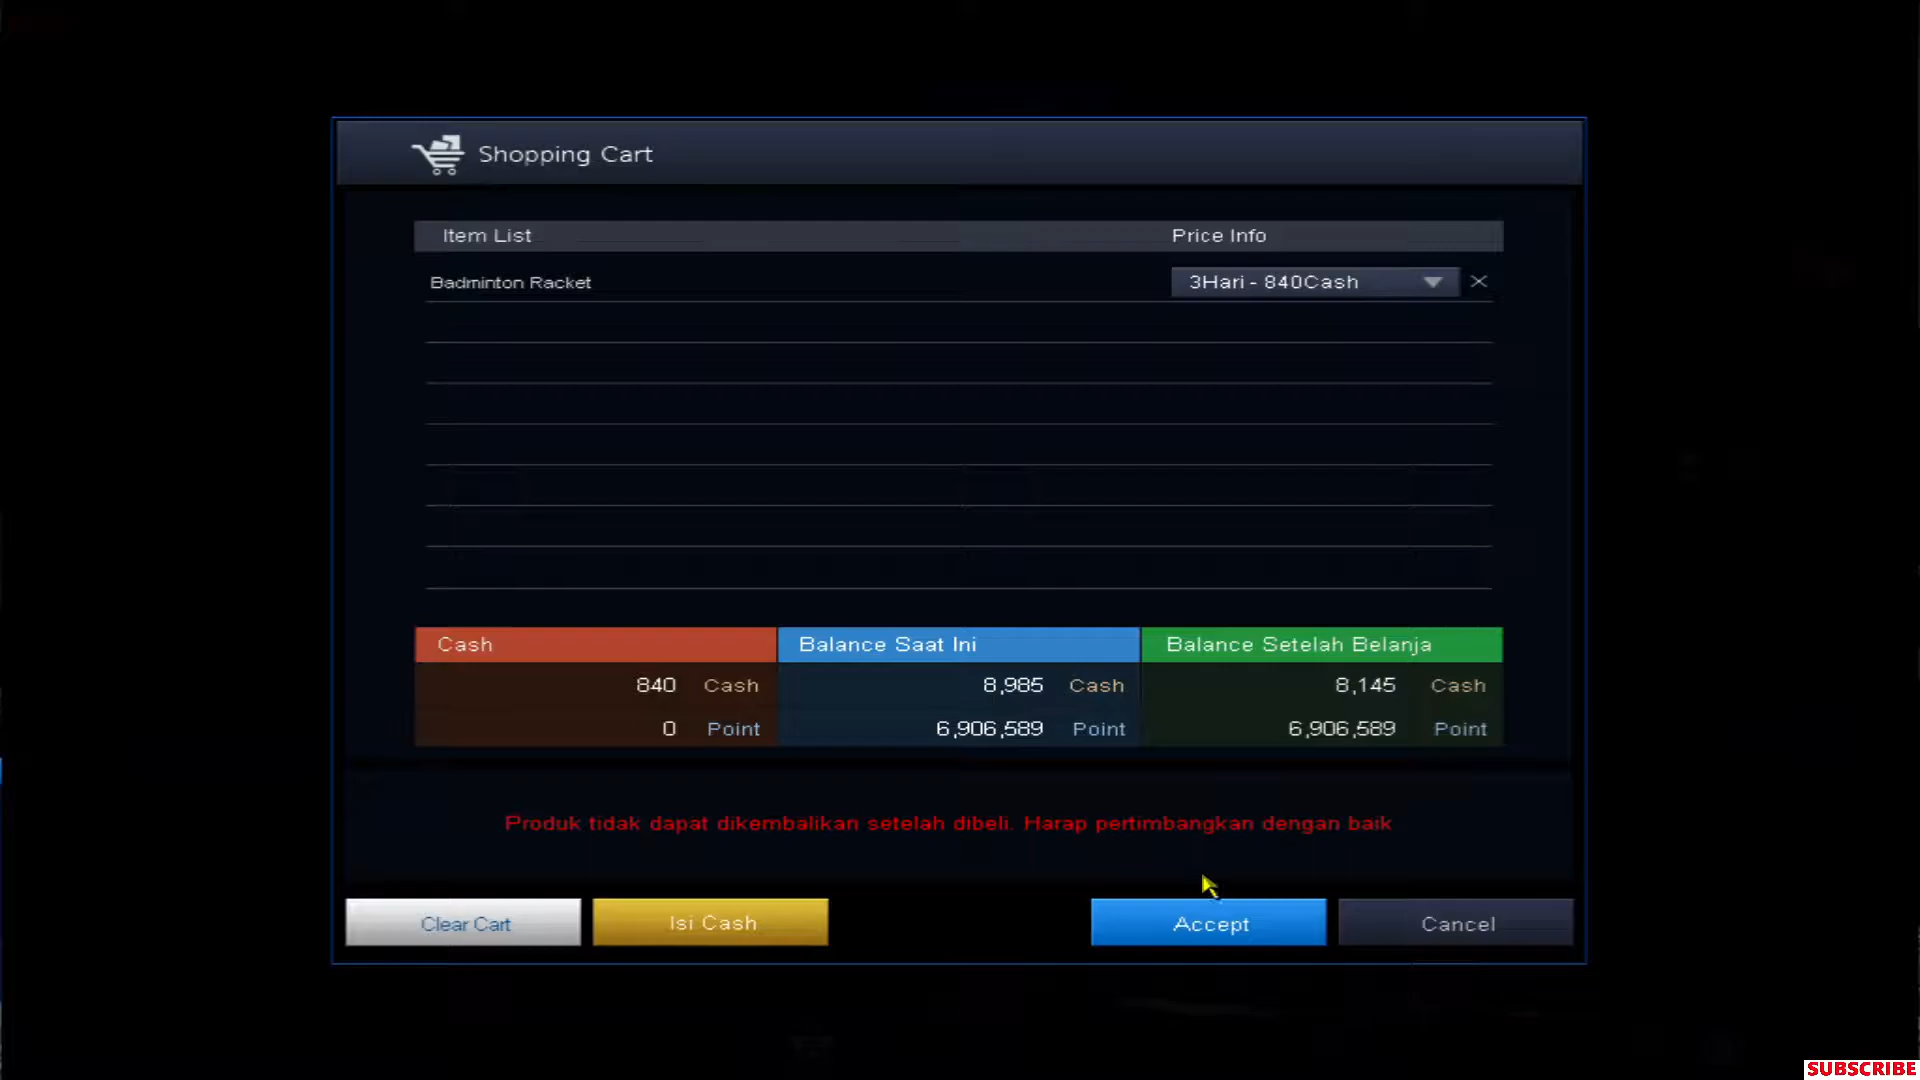 Shopping Cart
Item List Price Info
Badminton Racket 3Hari - 840Cash
Cash Balance Saat Ini Balance Setelah Belanja
840 Cash 8,985 Cash 8,145 Cash
0 Point 6,906,589 Point 6,906,589 Point
Produk tidak dapat dikembalikan setelah dibeli. Harap pertimbangkan dengan baik
Clear Cart Isi Cash Accept Cancel
SUBSCRIBE